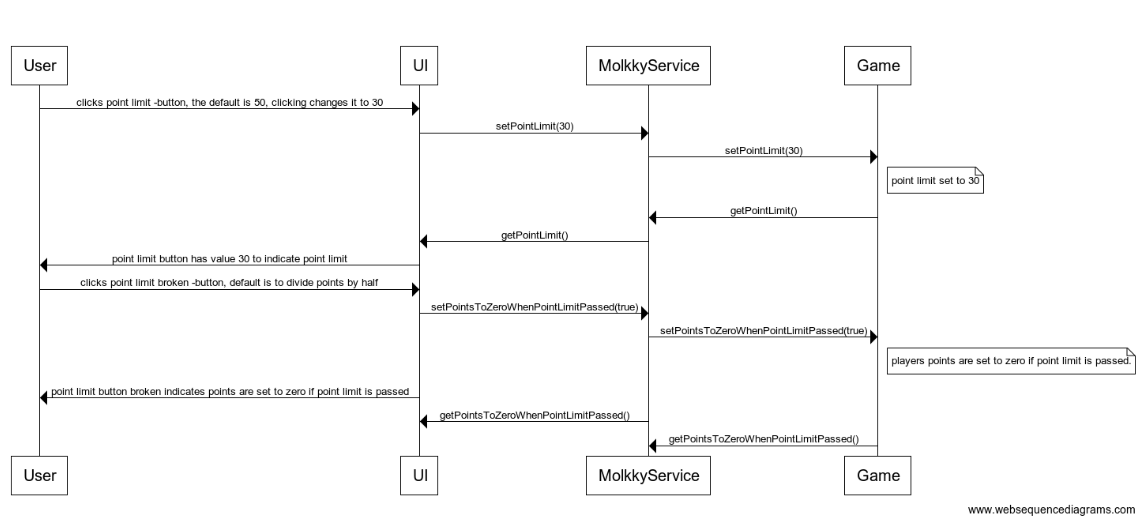 User
UI
MolkkyService
Game
clicks point limit -button, the default is 50, clicking changes it to 30
setPointLimit(30)
setPointLimit(30)
point limit set to 30
getPointLimit()
getPointLimit()
point limit button has value 30 to indicate point limit
clicks point limit broken -button, default is to divide points by half
setPointsToZeroWhenPointLimitPassed(true)
setPointsToZeroWhenPointLimitPassed(true)
players points are set to zero if point limit is passed.
point limit button broken indicates points are set to zero if point limit is passed
getPointsToZeroWhenPointLimitPassed()
getPointsToZeroWhenPointLimitPassed()
User
UI
MolkkyService
Game
www.websequencediagrams.com